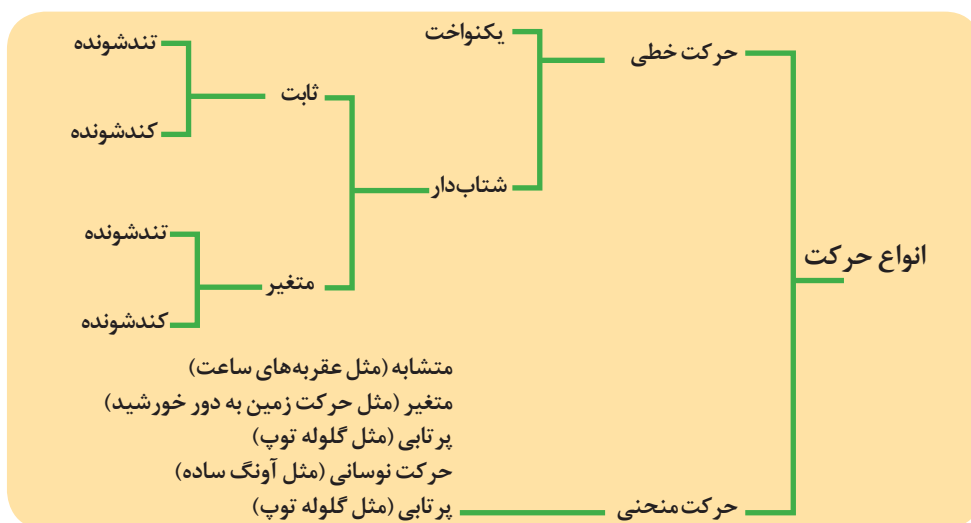 انواع حرکت
حرکت خطی
یکنواخت
شتاب‌دار
ثابت
تندشونده
کندشونده
متغیر
تندشونده
کندشونده
حرکت منحنی
متشابه (مثل عقربه‌های ساعت)
متغیر (مثل حرکت زمین به دور خورشید)
پرتابی (مثل گلوله توپ)
حرکت نوسانی (مثل آونگ ساده)
پرتابی (مثل گلوله توپ)